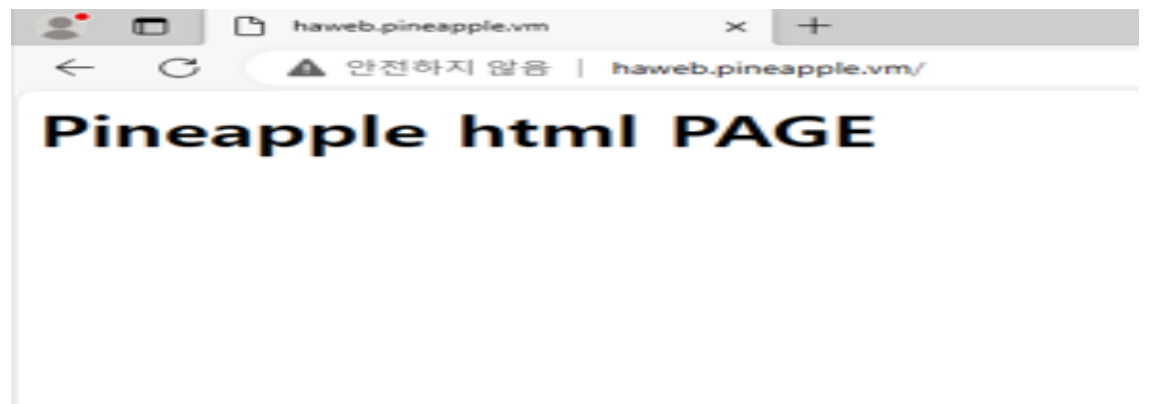 haweb.pineapple.vm
안전하지 않음 | haweb.pineapple.vm/
Pineapple html PAGE